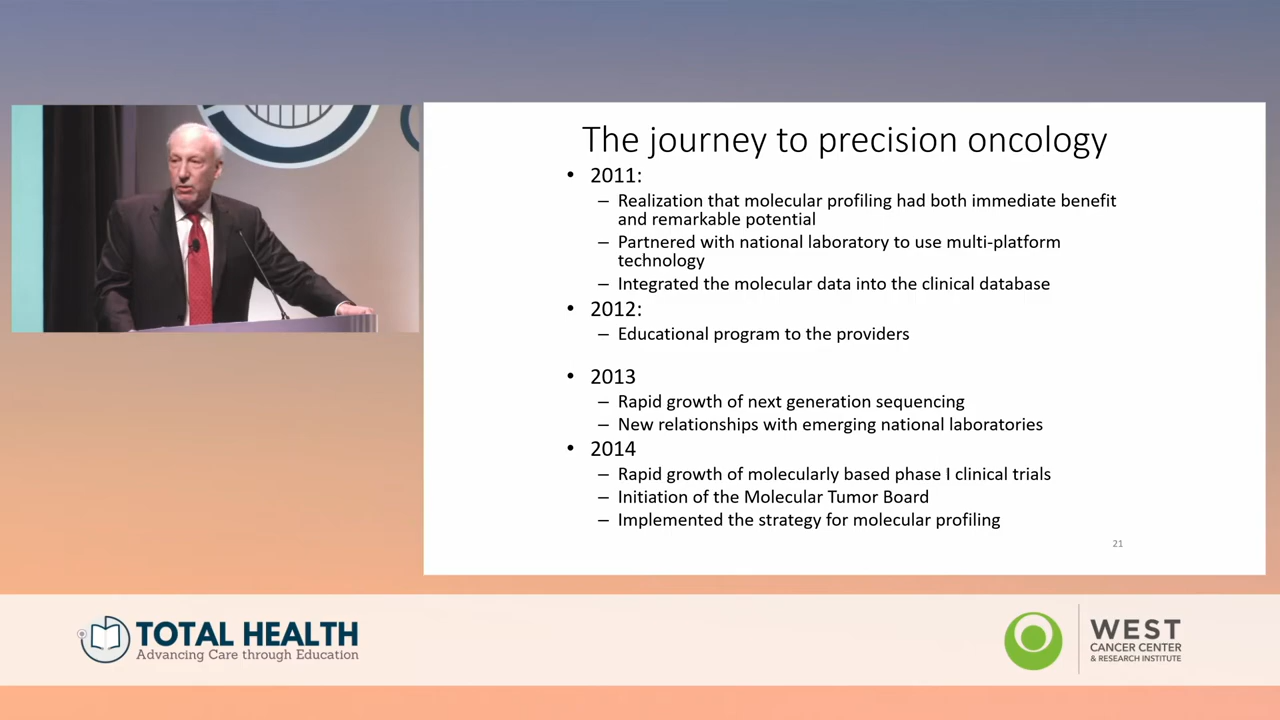 The journey to precision oncology
• 2011:
– Realization that molecular profiling had both immediate benefit
and remarkable potential
– Partnered with national laboratory to use multi-platform
technology
– Integrated the molecular data into the clinical database
• 2012:
– Educational program to the providers
• 2013
– Rapid growth of next generation sequencing
– New relationships with emerging national laboratories
• 2014
– Rapid growth of molecularly based phase I clinical trials
– Initiation of the Molecular Tumor Board
– Implemented the strategy for molecular profiling
21
TOTAL HEALTH
Advancing Care through Education
WEST
CANCER CENTER
& RESEARCH INSTITUTE